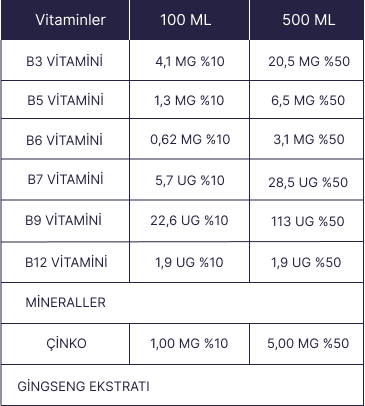 Vitaminler 100 ML 500 ML
B3 VİTAMİNİ 4,1 MG %10 20,5 MG %50
B5 VİTAMİNİ 1,3 MG %10 6,5 MG %50
B6 VİTAMİNİ 0,62 MG %10 3,1 MG %50
B7 VİTAMİNİ 5,7 UG %10 28,5 UG %50
B9 VİTAMİNİ 22,6 UG %10 113 UG %50
B12 VİTAMİNİ 1,9 UG %10 1,9 UG %50
MİNERALLER
ÇİNKO 1,00 MG %10 5,00 MG %50
GİNGSENG EKSTRATI